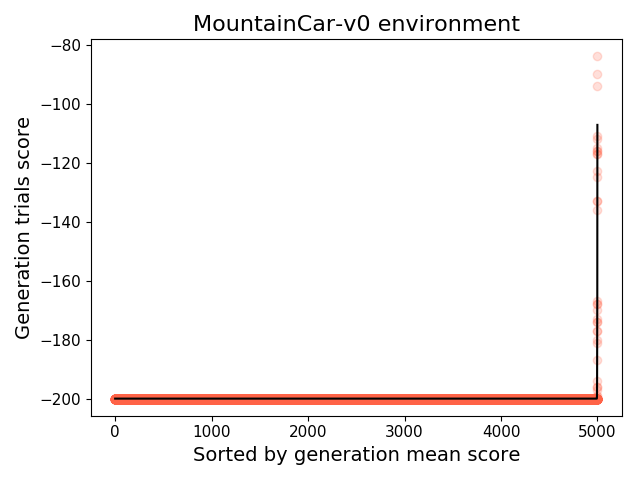 MountainCar-v0 environment
−80
−100
−120
−140
−160
−180
−200
Generation trials score
0 1000 2000 3000 4000 5000
Sorted by generation mean score